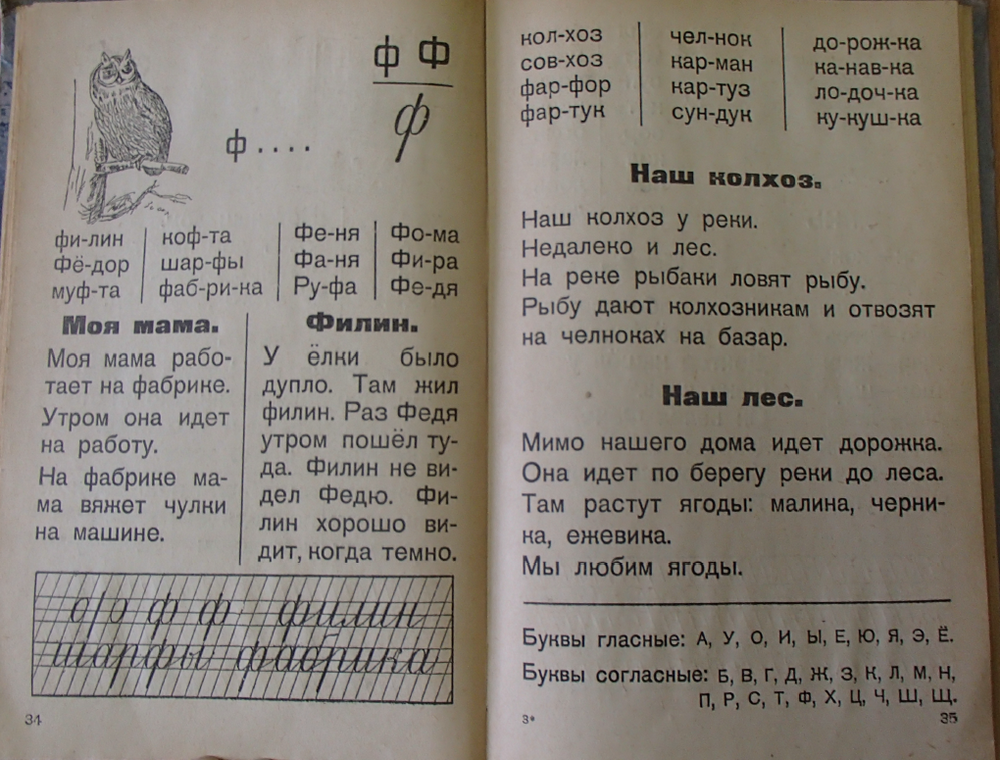 ф Ф
ф
ф....
фи-лин | коф-та | Фе-ня | Фо-ма
Фё-дор | шар-фы | Фа-ня | Фи-ра
муф-та | фаб-ри-ка | Ру-фа | Фе-дя
Моя мама.
Моя мама рабо-
тает на фабрике.
Утром она идет
на работу.
На фабрике ма-
ма вяжет чулки
на машине.
Филин.
У ёлки было
дупло. Там жил
филин. Раз Федя
утром пошёл ту-
да. Филин не ви-
дел Федю. Фи-
лин хорошо ви-
дит, когда темно.
ф ф филин
шарфы фабрика
34
кол-хоз | чел-нок | до-рож-ка
сов-хоз | кар-ман | ка-нав-ка
фар-фор | кар-туз | ло-доч-ка
фар-тук | сун-дук | ку-куш-ка
Наш колхоз.
Наш колхоз у реки.
Недалеко и лес.
На реке рыбаки ловят рыбу.
Рыбу дают колхозникам и отвозят
на челноках на базар.
Наш лес.
Мимо нашего дома идет дорожка.
Она идет по берегу реки до леса.
Там растут ягоды: малина, черни-
ка, ежевика.
Мы любим ягоды.
Буквы гласные: А, У, О, И, Ы, Е, Ю, Я, Э, Ё.
Буквы согласные: Б, В, Г, Д, Ж, З, К, Л, М, Н,
П, Р, С, Т, Ф, Х, Ц, Ч, Ш, Щ.
3*
35